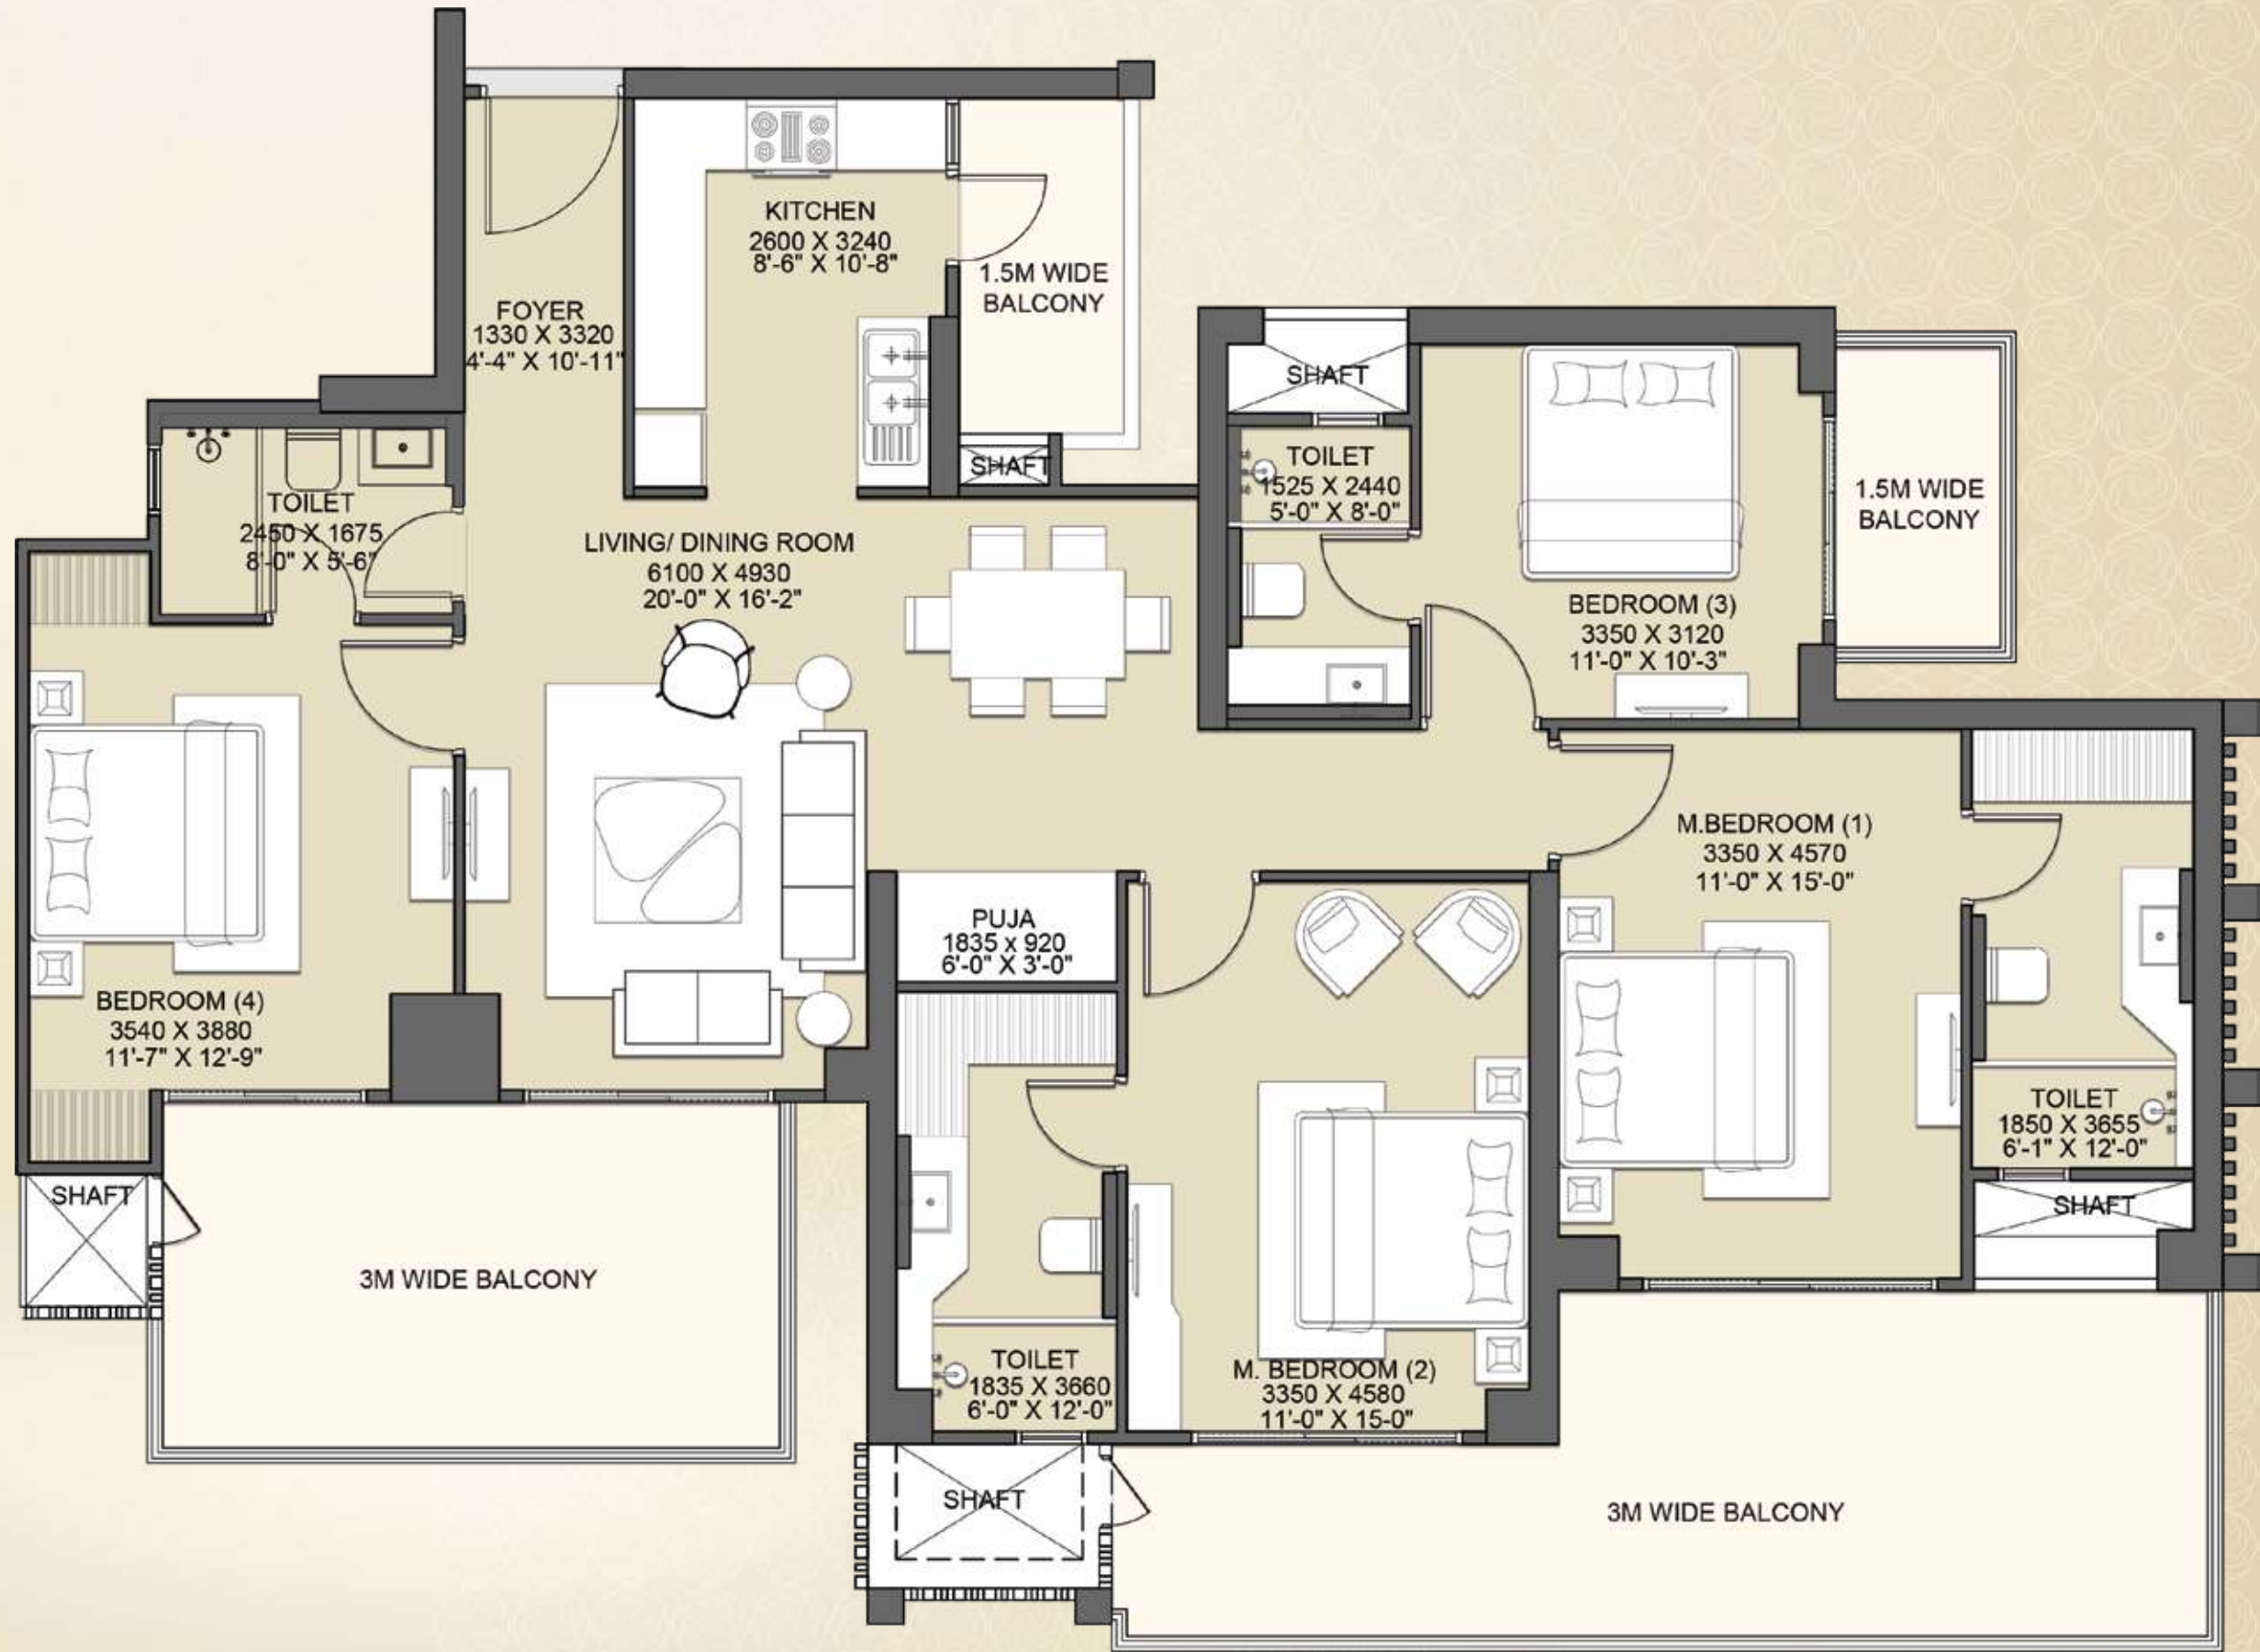 KITCHEN
2600 X 3240
8'-6" X 10'-8"
1.5M WIDE
BALCONY
FOYER
1330 X 3320
4'-4" X 10'-11"
SHAFT
SHAFT
TOILET
1525 X 2440
5'-0" X 8'-0"
1.5M WIDE
BALCONY
TOILET
2450 X 1675
8'-0" X 5'-6"
LIVING/ DINING ROOM
6100 X 4930
20'-0" X 16'-2"
BEDROOM (3)
3350 X 3120
11'-0" X 10'-3"
M.BEDROOM (1)
3350 X 4570
11'-0" X 15'-0"
PUJA
1835 x 920
6'-0" X 3'-0"
BEDROOM (4)
3540 X 3880
11'-7" X 12'-9"
TOILET
1850 X 3655
6'-1" X 12'-0"
SHAFT
SHAFT
3M WIDE BALCONY
TOILET
1835 X 3660
6'-0" X 12'-0"
M. BEDROOM (2)
3350 X 4580
11'-0" X 15-0"
SHAFT
3M WIDE BALCONY